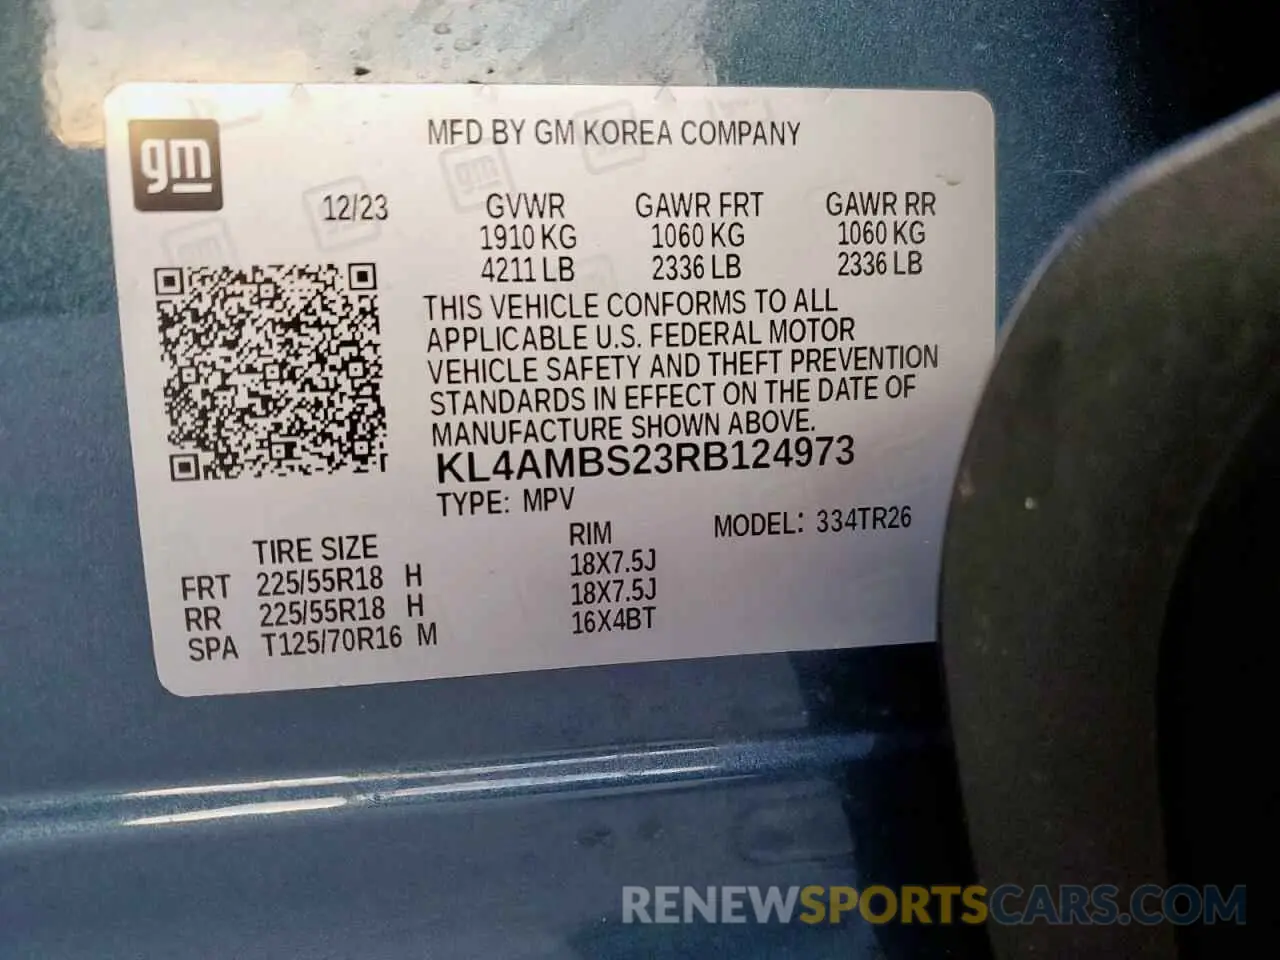 gm
MFD BY GM KOREA COMPANY
12/23 GVWR GAWR FRT GAWR RR
1910 KG 1060 KG 1060 KG
4211 LB 2336 LB 2336 LB
THIS VEHICLE CONFORMS TO ALL
APPLICABLE U.S. FEDERAL MOTOR
VEHICLE SAFETY AND THEFT PREVENTION
STANDARDS IN EFFECT ON THE DATE OF
MANUFACTURE SHOWN ABOVE.
KL4AMBS23RB124973
TYPE: MPV
TIRE SIZE RIM MODEL: 334TR26
FRT 225/55R18 H 18X7.5J
RR 225/55R18 H 18X7.5J
SPA T125/70R16 M 16X4BT
RENEWSPORTSCARS.COM